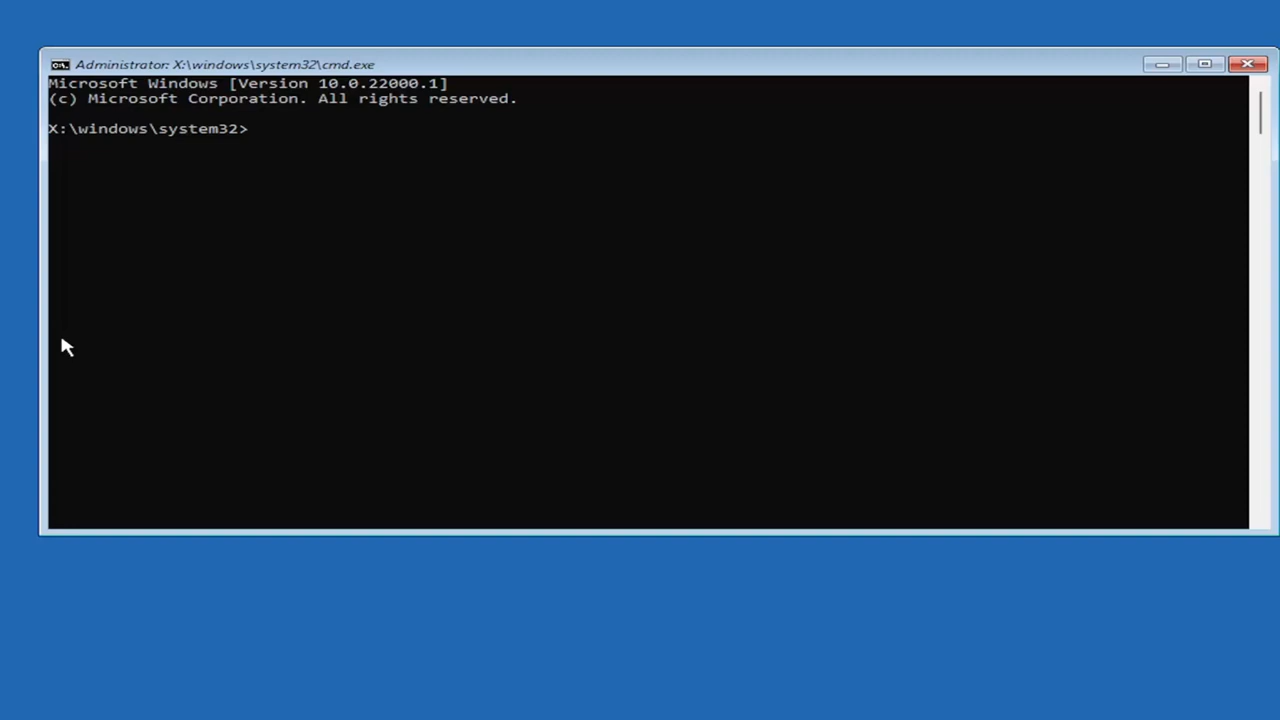 Administrator: X:\windows\system32\cmd.exe
Microsoft Windows [Version 10.0.22000.1]
(c) Microsoft Corporation. All rights reserved.
X:\windows\system32>